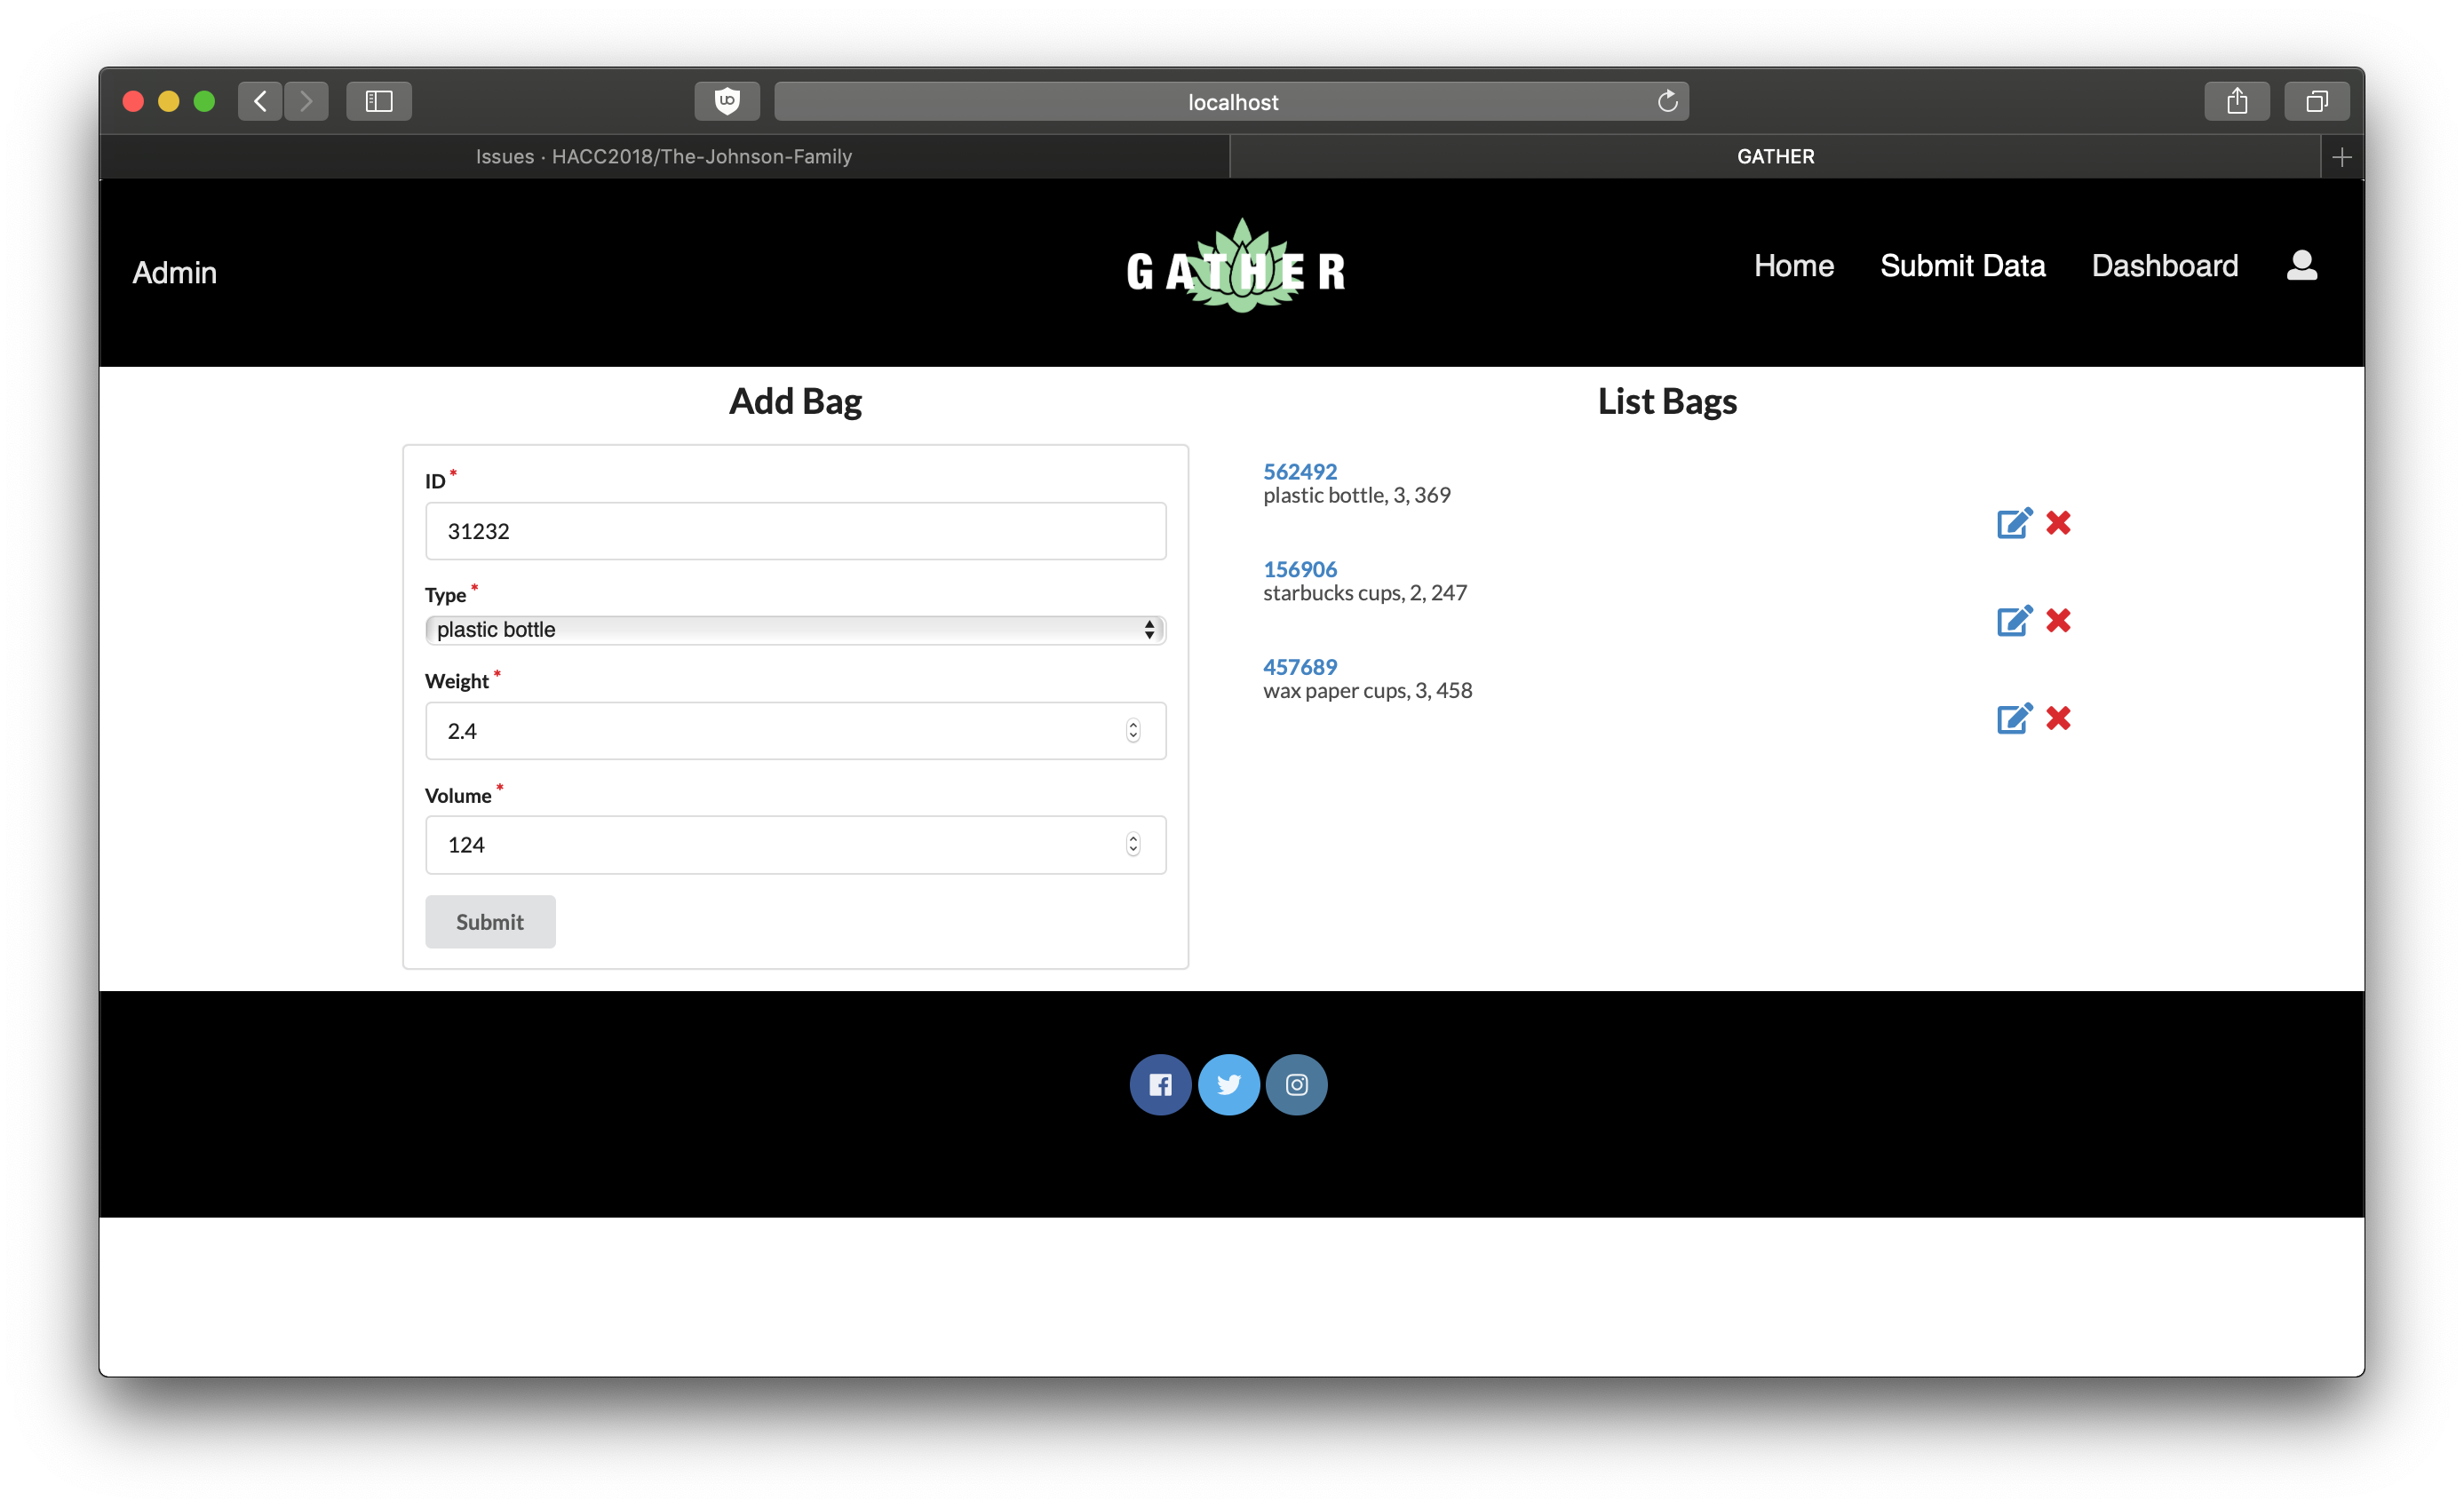 localhost
Issues · HACC2018/The-Johnson-Family
GATHER
Admin
GATHER
Home
Submit Data
Dashboard
Add Bag
ID *
31232
Type *
plastic bottle
Weight *
2.4
Volume *
124
Submit
List Bags
562492
plastic bottle, 3, 369
156906
starbucks cups, 2, 247
457689
wax paper cups, 3, 458